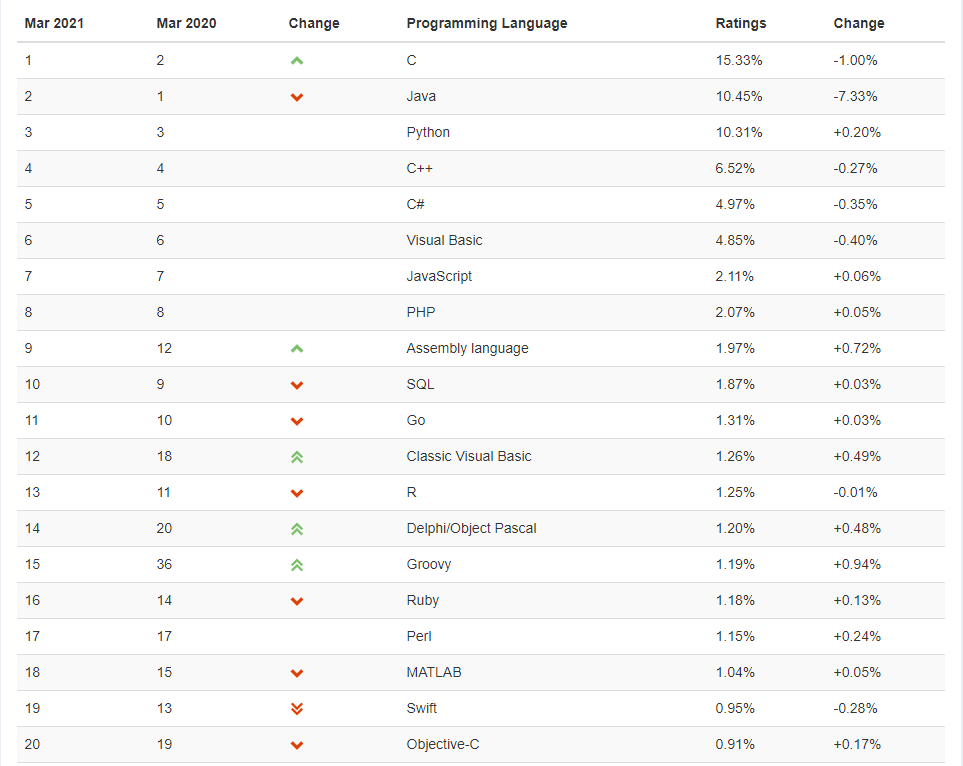 Mar 2021 Mar 2020 Change Programming Language Ratings Change
1 2 C 15.33% -1.00%
2 1 Java 10.45% -7.33%
3 3 Python 10.31% +0.20%
4 4 C++ 6.52% -0.27%
5 5 C# 4.97% -0.35%
6 6 Visual Basic 4.85% -0.40%
7 7 JavaScript 2.11% +0.06%
8 8 PHP 2.07% +0.05%
9 12 Assembly language 1.97% +0.72%
10 9 SQL 1.87% +0.03%
11 10 Go 1.31% +0.03%
12 18 Classic Visual Basic 1.26% +0.49%
13 11 R 1.25% -0.01%
14 20 Delphi/Object Pascal 1.20% +0.48%
15 36 Groovy 1.19% +0.94%
16 14 Ruby 1.18% +0.13%
17 17 Perl 1.15% +0.24%
18 15 MATLAB 1.04% +0.05%
19 13 Swift 0.95% -0.28%
20 19 Objective-C 0.91% +0.17%